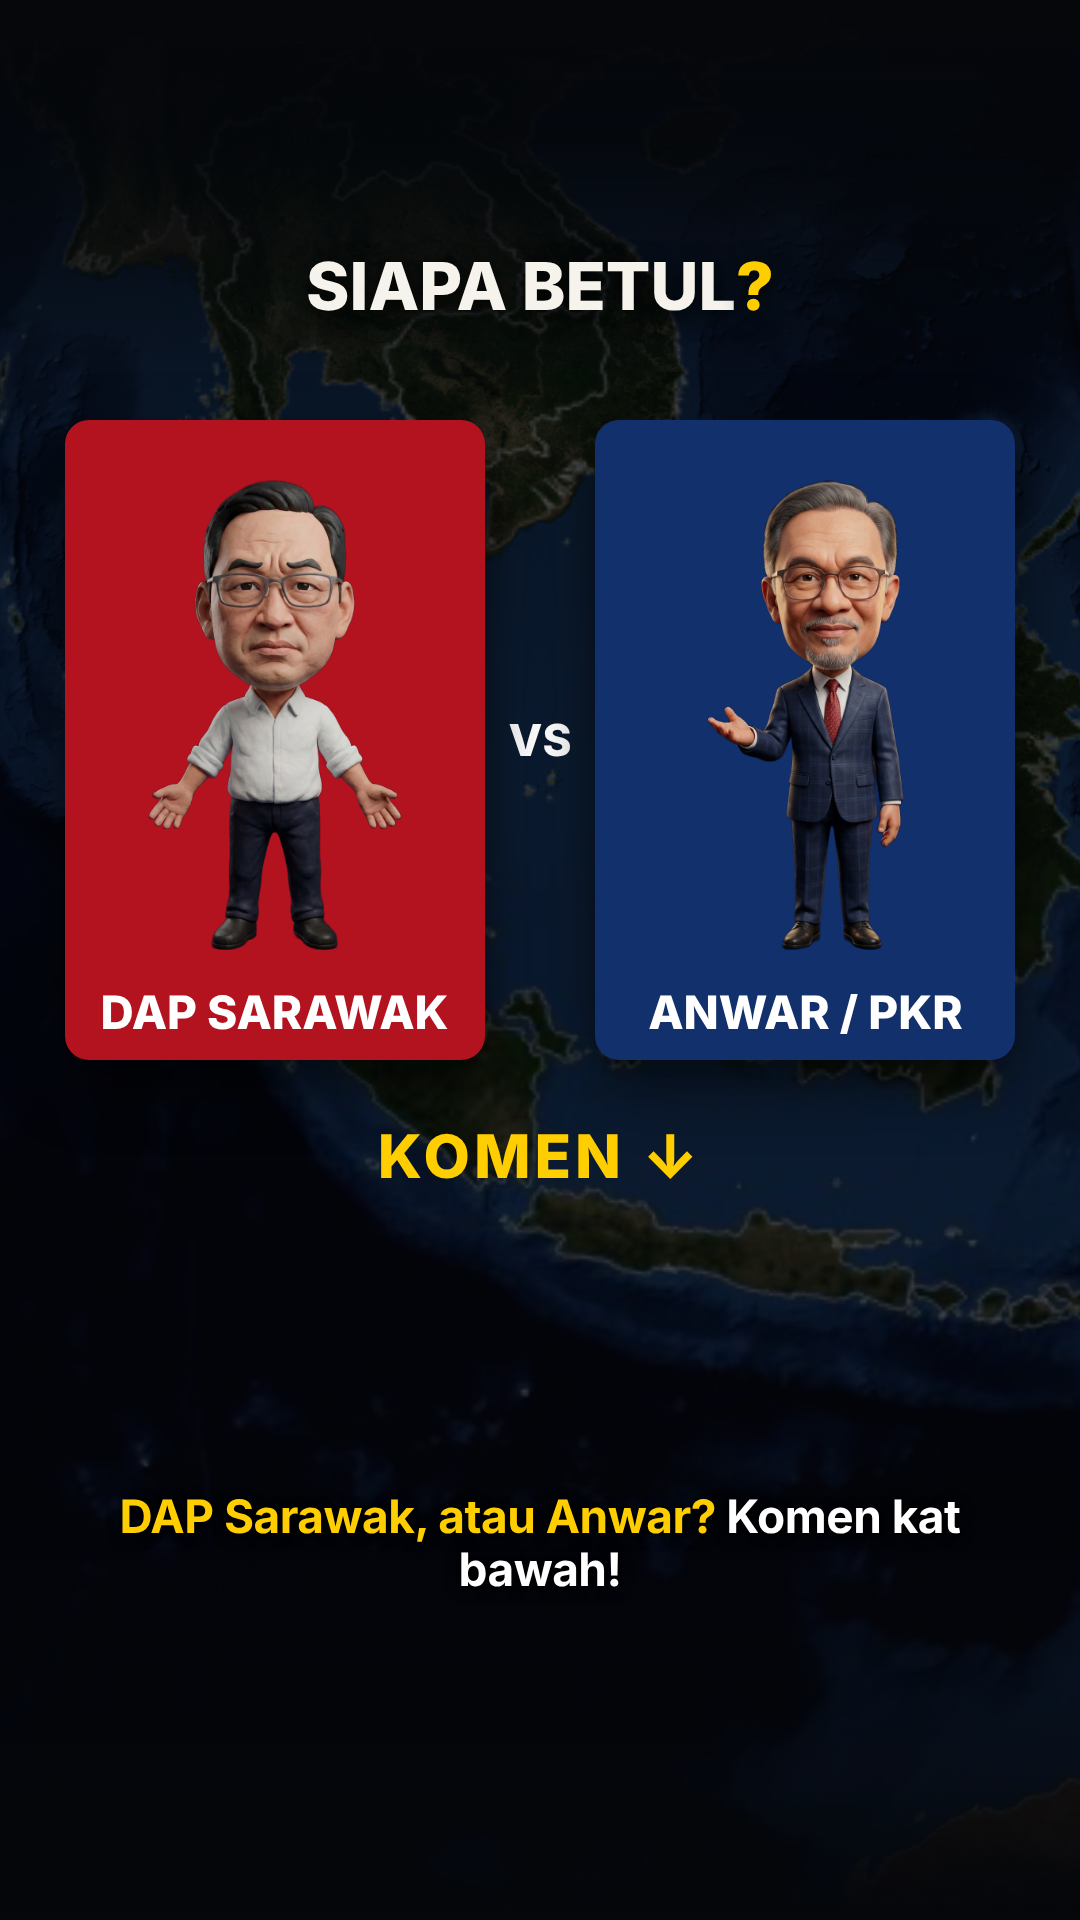 SIAPA BETUL?
VS
DAP SARAWAK
ANWAR / PKR
KOMEN ↓
DAP Sarawak, atau Anwar? Komen kat
bawah!